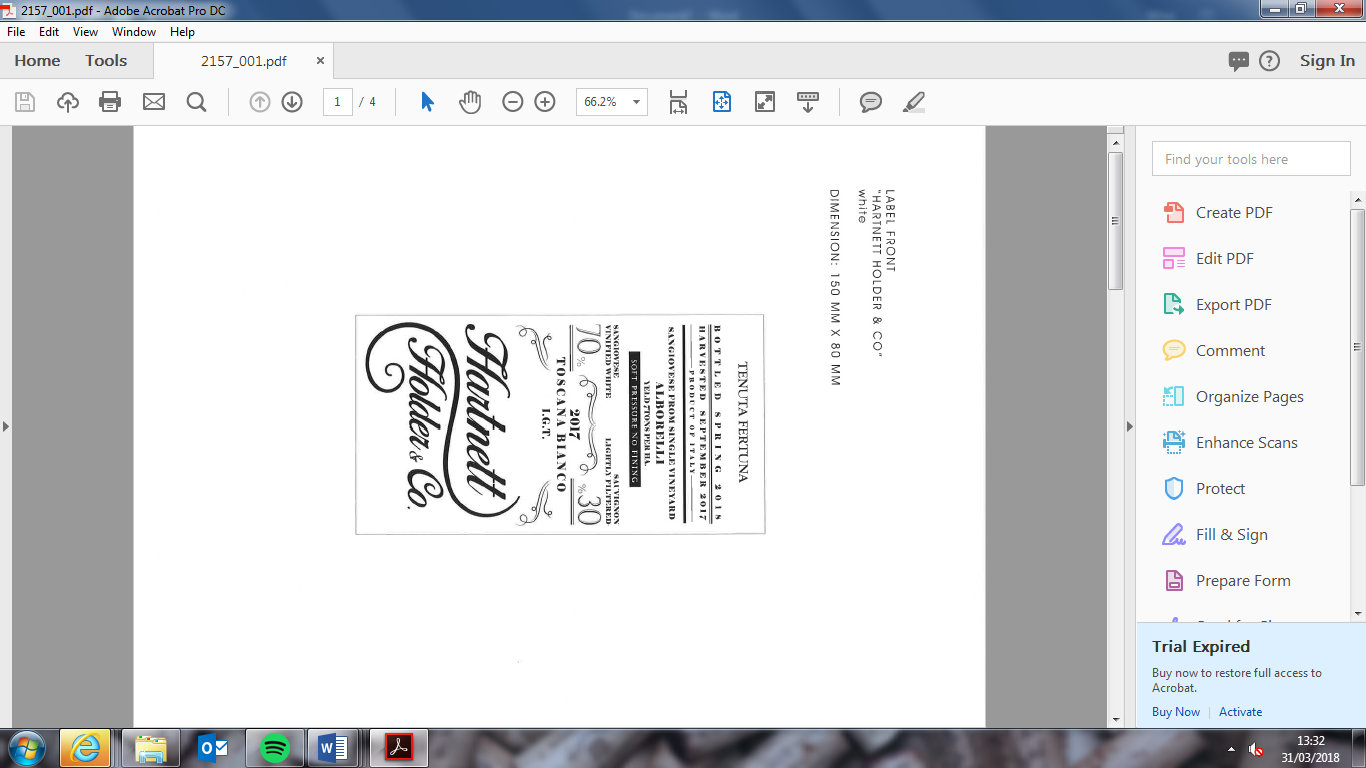 2157_001.pdf - Adobe Acrobat Pro DC
File Edit View Window Help
Home Tools 2157_001.pdf × Sign In
1 / 4 66.2%
LABEL FRONT
"HARTNETT HOLDER & CO"
white
DIMENSION: 150 MM X 80 MM
TENUTA FERTUNA
BOTTLED SPRING 2018
HARVESTED SEPTEMBER 2017
PRODUCT OF ITALY
SANGIOVESE FROM SINGLE VINEYARD
ALBORELLI
YELD 7TONS PER HA.
SOFT PRESSURE NO FINING
SANGIOVESE SAUVIGNON
VINIFIED WHITE LIGHTLY FILTERED
70% %30
2017
TOSCANA BIANCO
I.G.T.
Hartnett
Holder & Co.
Find your tools here
Create PDF
Edit PDF
Export PDF
Comment
Organize Pages
Enhance Scans
Protect
Fill & Sign
Prepare Form
Trial Expired
Buy now to restore full access to
Acrobat.
Buy Now | Activate
13:32
31/03/2018